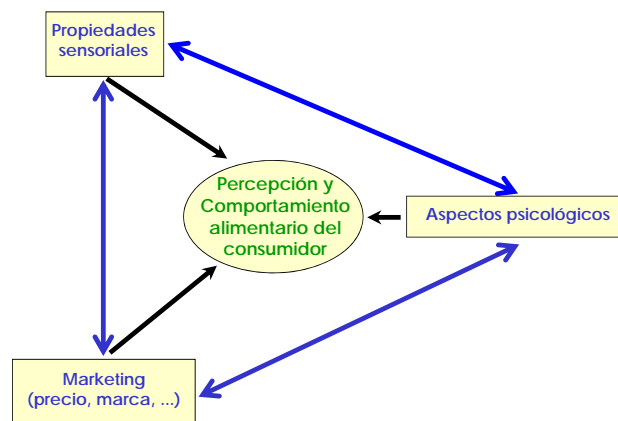 Propiedades
sensoriales
Percepción y
Comportamiento
alimentario del
consumidor
Aspectos psicológicos
Marketing
(precio, marca, ...)